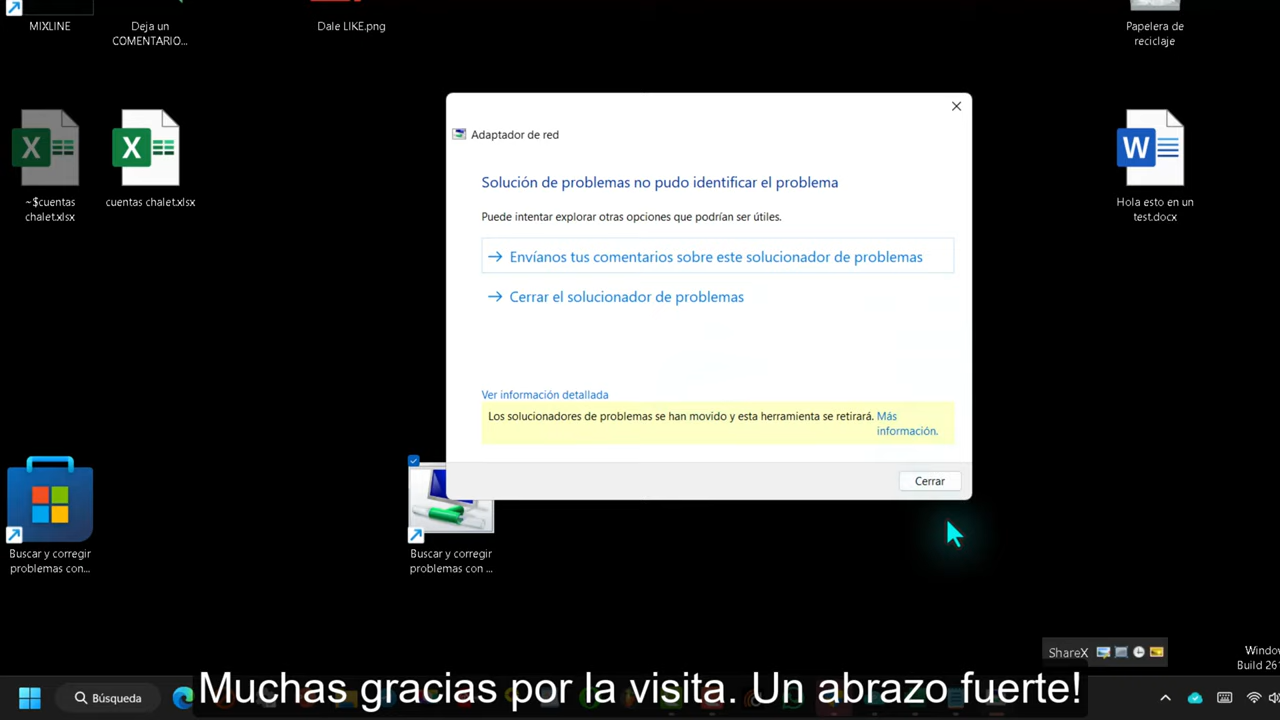 MIXLINE
Deja un
COMENTARIO...
Dale LIKE.png
Papelera de
reciclaje
~$cuentas
chalet.xlsx
cuentas chalet.xlsx
Hola esto en un
test.docx
Adaptador de red
Solución de problemas no pudo identificar el problema
Puede intentar explorar otras opciones que podrían ser útiles.
→ Envíanos tus comentarios sobre este solucionador de problemas
→ Cerrar el solucionador de problemas
Ver información detallada
Los solucionadores de problemas se han movido y esta herramienta se retirará. Más
información.
Cerrar
Buscar y corregir
problemas con...
Buscar y corregir
problemas con ...
ShareX
Window
Build 261
Búsqueda
Muchas gracias por la visita. Un abrazo fuerte!